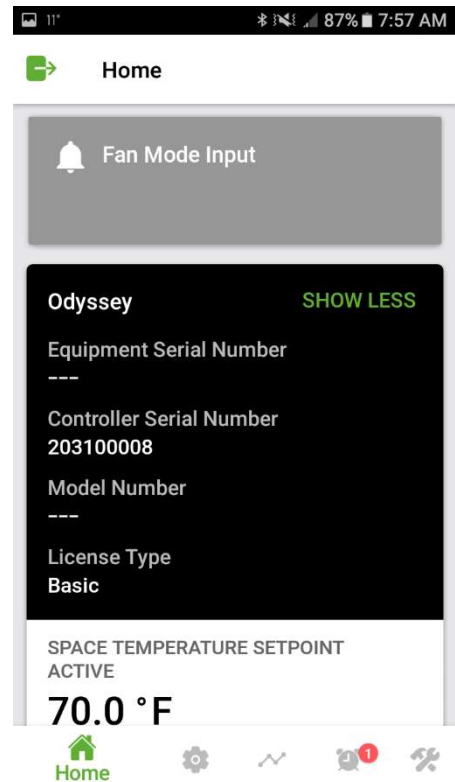 11° 87% 7:57 AM
Home
Fan Mode Input
Odyssey SHOW LESS
Equipment Serial Number
---
Controller Serial Number
203100008
Model Number
---
License Type
Basic
SPACE TEMPERATURE SETPOINT
ACTIVE
70.0 °F
1
Home